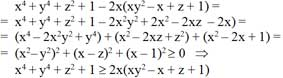 x⁴ + y⁴ + z² + 1 - 2x(xy² - x + z + 1) =
= x⁴ + y⁴ + z² + 1 - 2x²y² + 2x² - 2xz - 2x) =
= (x⁴ - 2x²y² + y⁴) + (x² - 2xz + z²) + (x² - 2x + 1) =
= (x² - y²)² + (x - z)² + (x - 1)² ≥ 0 ⇒
x⁴ + y⁴ + z² + 1 ≥ 2x(xy² - x + z + 1)